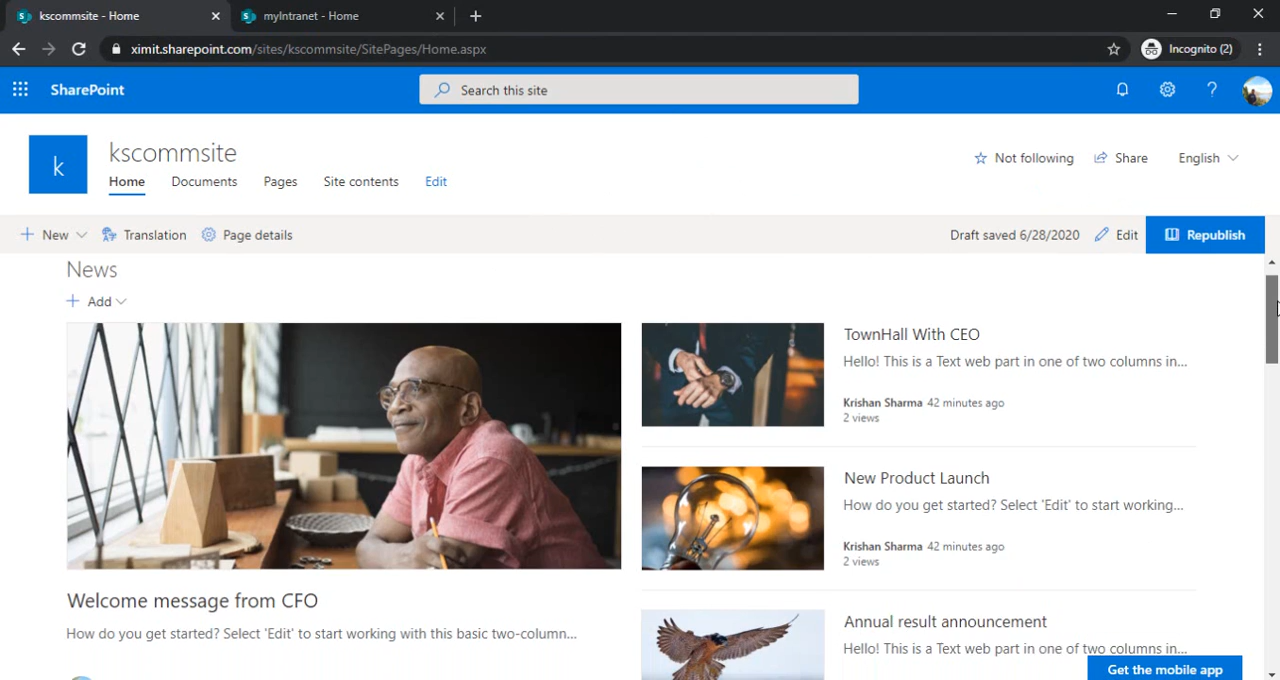 kscommsite - Home
myIntranet - Home
ximit.sharepoint.com/sites/kscommsite/SitePages/Home.aspx
Incognito (2)
SharePoint
Search this site
k
kscommsite
Home Documents Pages Site contents Edit
Not following Share English
New Translation Page details
Draft saved 6/28/2020 Edit Republish
News
Add
Welcome message from CFO
How do you get started? Select 'Edit' to start working with this basic two-column...
TownHall With CEO
Hello! This is a Text web part in one of two columns in...
Krishan Sharma 42 minutes ago
2 views
New Product Launch
How do you get started? Select 'Edit' to start working...
Krishan Sharma 42 minutes ago
2 views
Annual result announcement
Hello! This is a Text web part in one of two columns in...
Get the mobile app